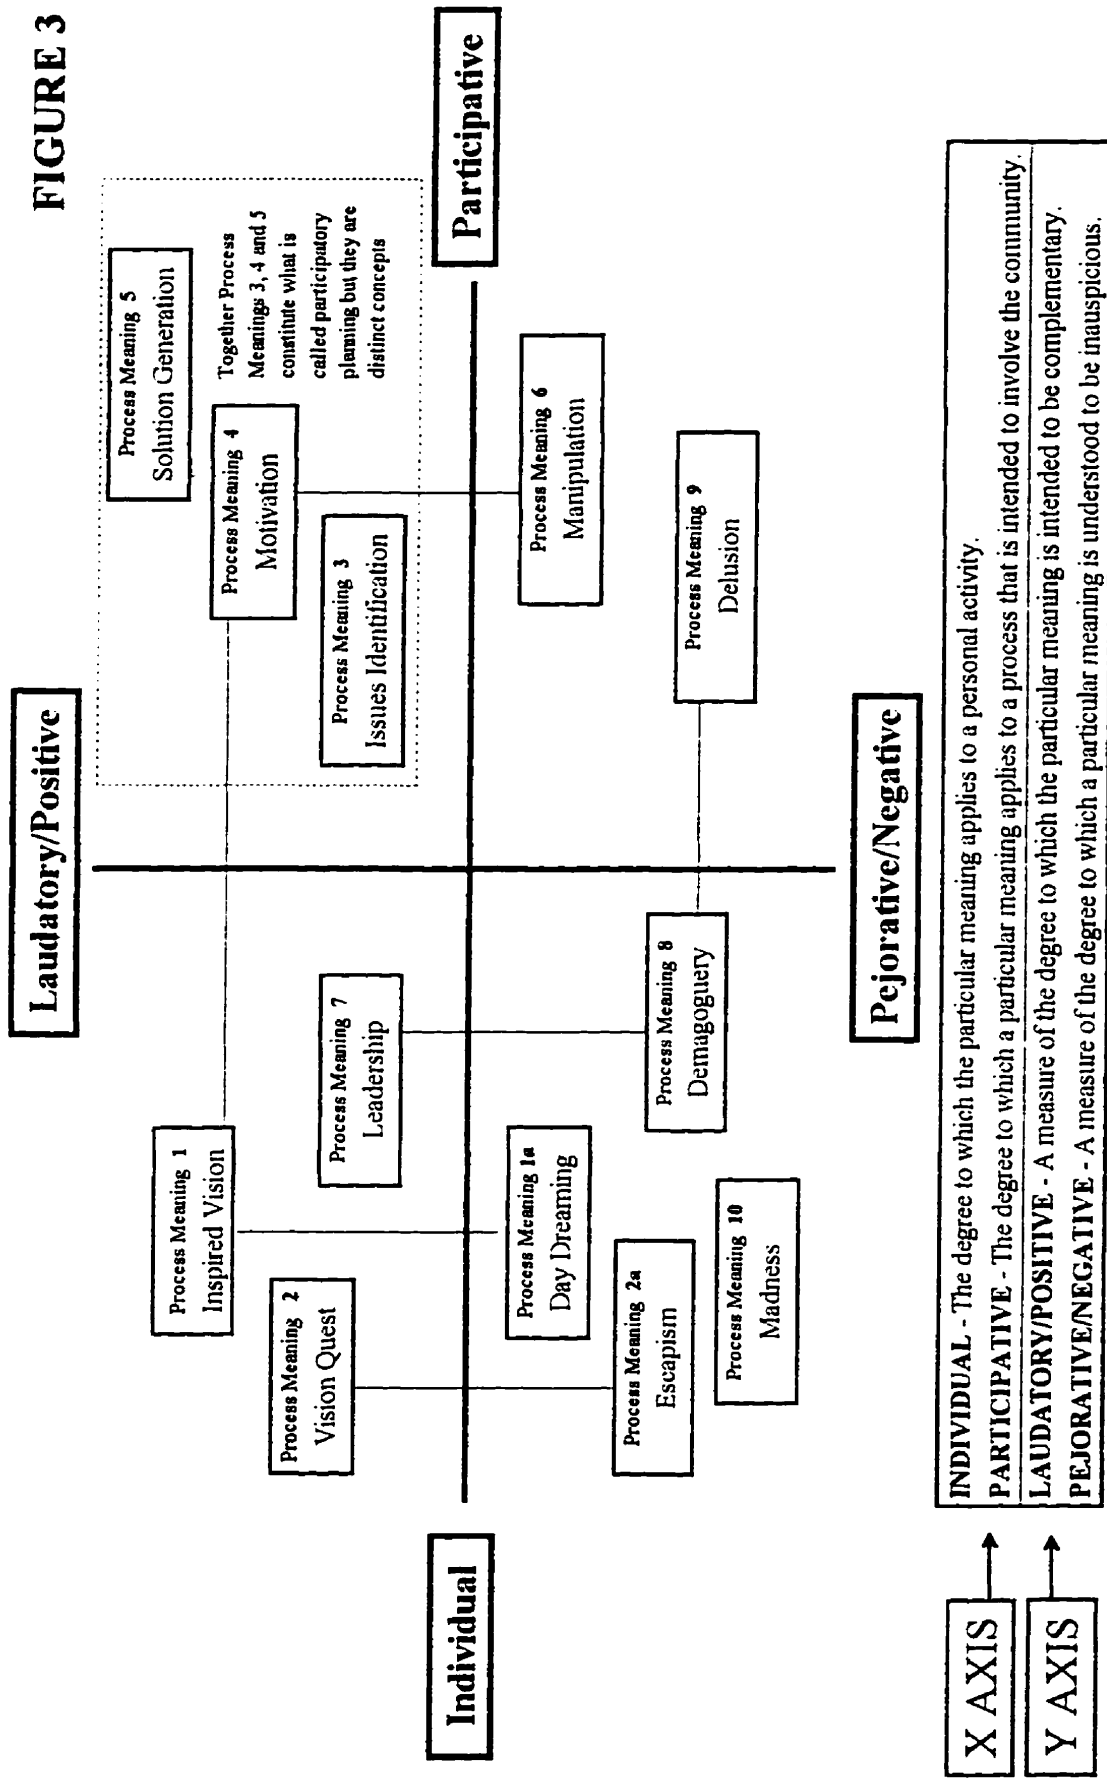 FIGURE 3
Laudatory/Positive
Process Meaning 5
Solution Generation
Process Meaning 1
Inspired Vision
Process Meaning 4
Motivation
Together Process
Meanings 3, 4 and 5
constitute what is
called participatory
planning but they are
distinct concepts
Process Meaning 2
Vision Quest
Process Meaning 7
Leadership
Process Meaning 3
Issues Identification
Individual
Participative
Process Meaning 1a
Day Dreaming
Process Meaning 6
Manipulation
Process Meaning 2a
Escapism
Process Meaning 8
Demagoguery
Process Meaning 9
Delusion
Process Meaning 10
Madness
Pejorative/Negative
X AXIS
INDIVIDUAL - The degree to which the particular meaning applies to a personal activity.
PARTICIPATIVE - The degree to which a particular meaning applies to a process that is intended to involve the community.
Y AXIS
LAUDATORY/POSITIVE - A measure of the degree to which the particular meaning is intended to be complementary.
PEJORATIVE/NEGATIVE - A measure of the degree to which a particular meaning is understood to be inauspicious.